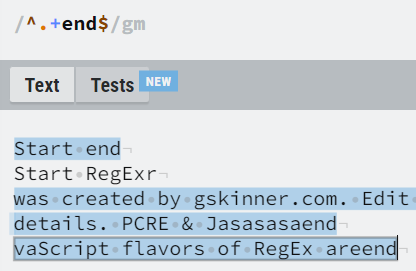 /^.+end$/gm
Text Tests NEW
Start end
Start RegExr
was created by gskinner.com. Edit
details. PCRE & Jasasasaend
vaScript flavors of RegEx areend